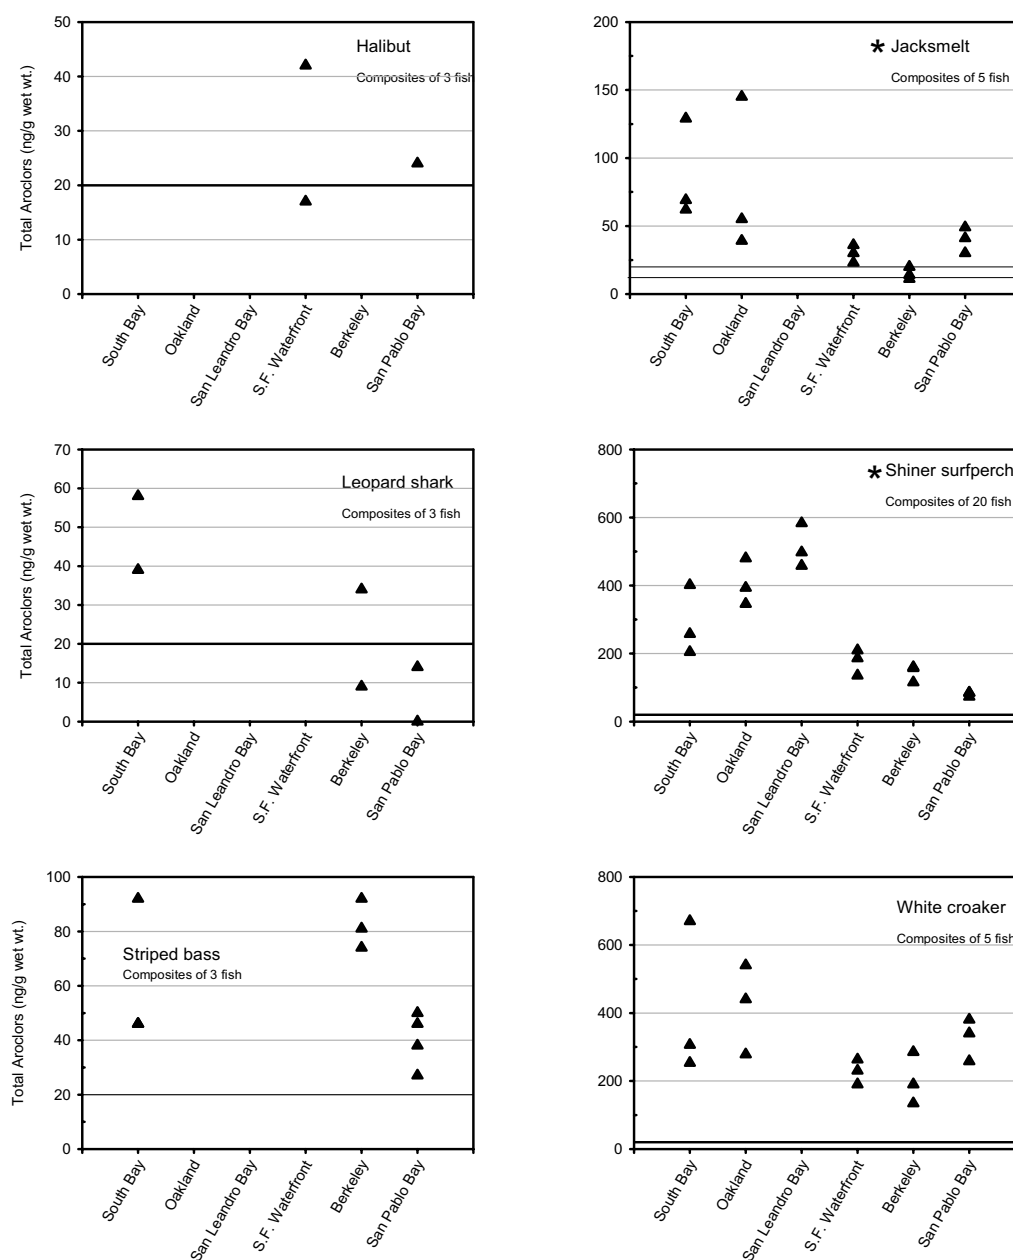 Total Aroclors (ng/g wet wt.)
50
40
30
20
10
0
Halibut
Composites of 3 fish
South Bay
Oakland
San Leandro Bay
S.F. Waterfront
Berkeley
San Pablo Bay
200
150
100
50
0
* Jacksmelt
Composites of 5 fish
South Bay
Oakland
San Leandro Bay
S.F. Waterfront
Berkeley
San Pablo Bay
Total Aroclors (ng/g wet wt.)
70
60
50
40
30
20
10
0
Leopard shark
Composites of 3 fish
South Bay
Oakland
San Leandro Bay
S.F. Waterfront
Berkeley
San Pablo Bay
800
600
400
200
0
* Shiner surfperch
Composites of 20 fish
South Bay
Oakland
San Leandro Bay
S.F. Waterfront
Berkeley
San Pablo Bay
Total Aroclors (ng/g wet wt.)
100
80
60
40
20
0
Striped bass
Composites of 3 fish
South Bay
Oakland
San Leandro Bay
S.F. Waterfront
Berkeley
San Pablo Bay
800
600
400
200
0
White croaker
Composites of 5 fish
South Bay
Oakland
San Leandro Bay
S.F. Waterfront
Berkeley
San Pablo Bay